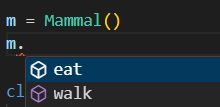 m = Mammal()
m.
eat
walk
cl